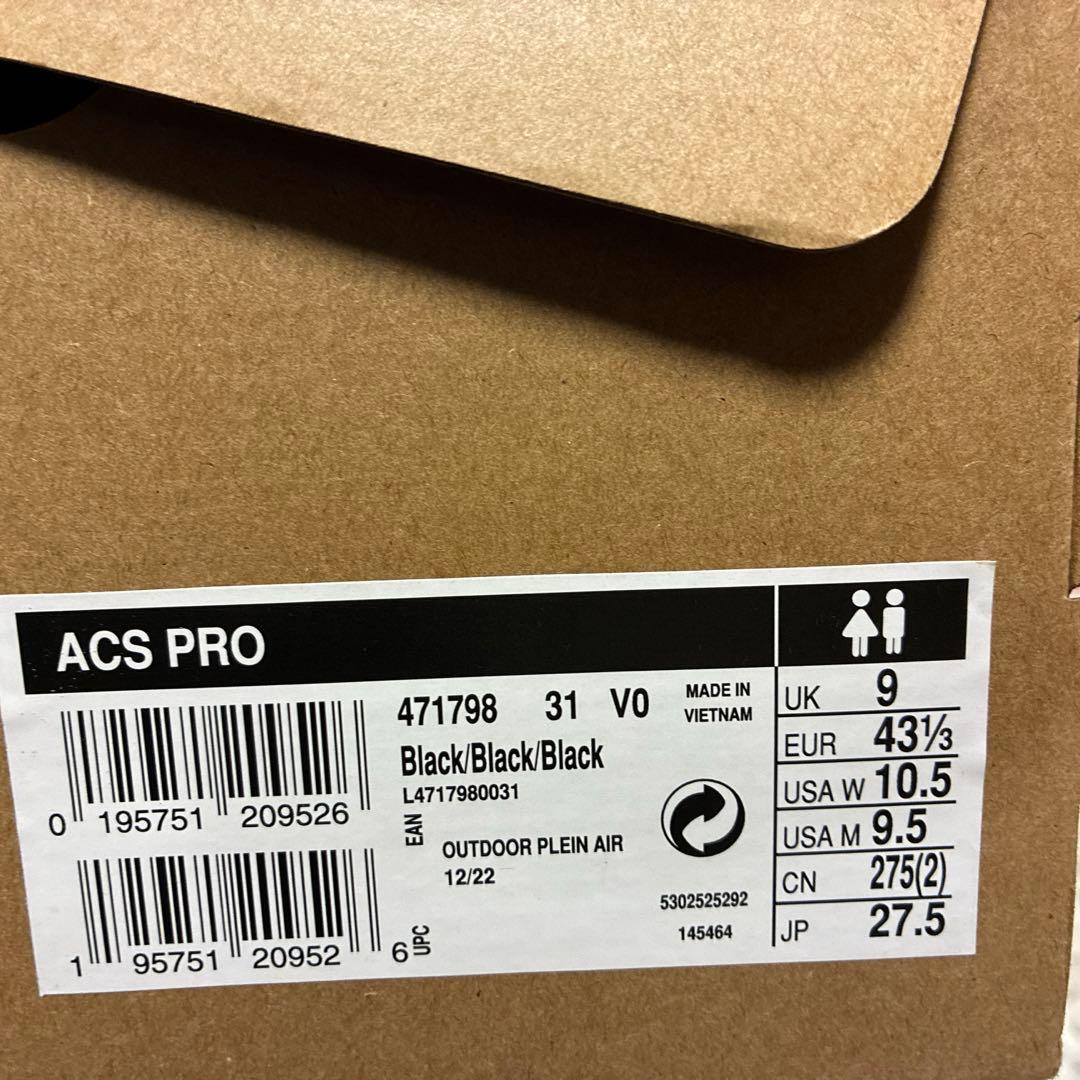 ACS PRO
471798 31 V0
MADE IN
VIETNAM
Black/Black/Black
L4717980031
0 195751 209526
EAN
OUTDOOR PLEIN AIR
12/22
5302525292
145464
1 95751 20952 6
UPC
UK 9
EUR 43⅓
USA W 10.5
USA M 9.5
CN 275(2)
JP 27.5